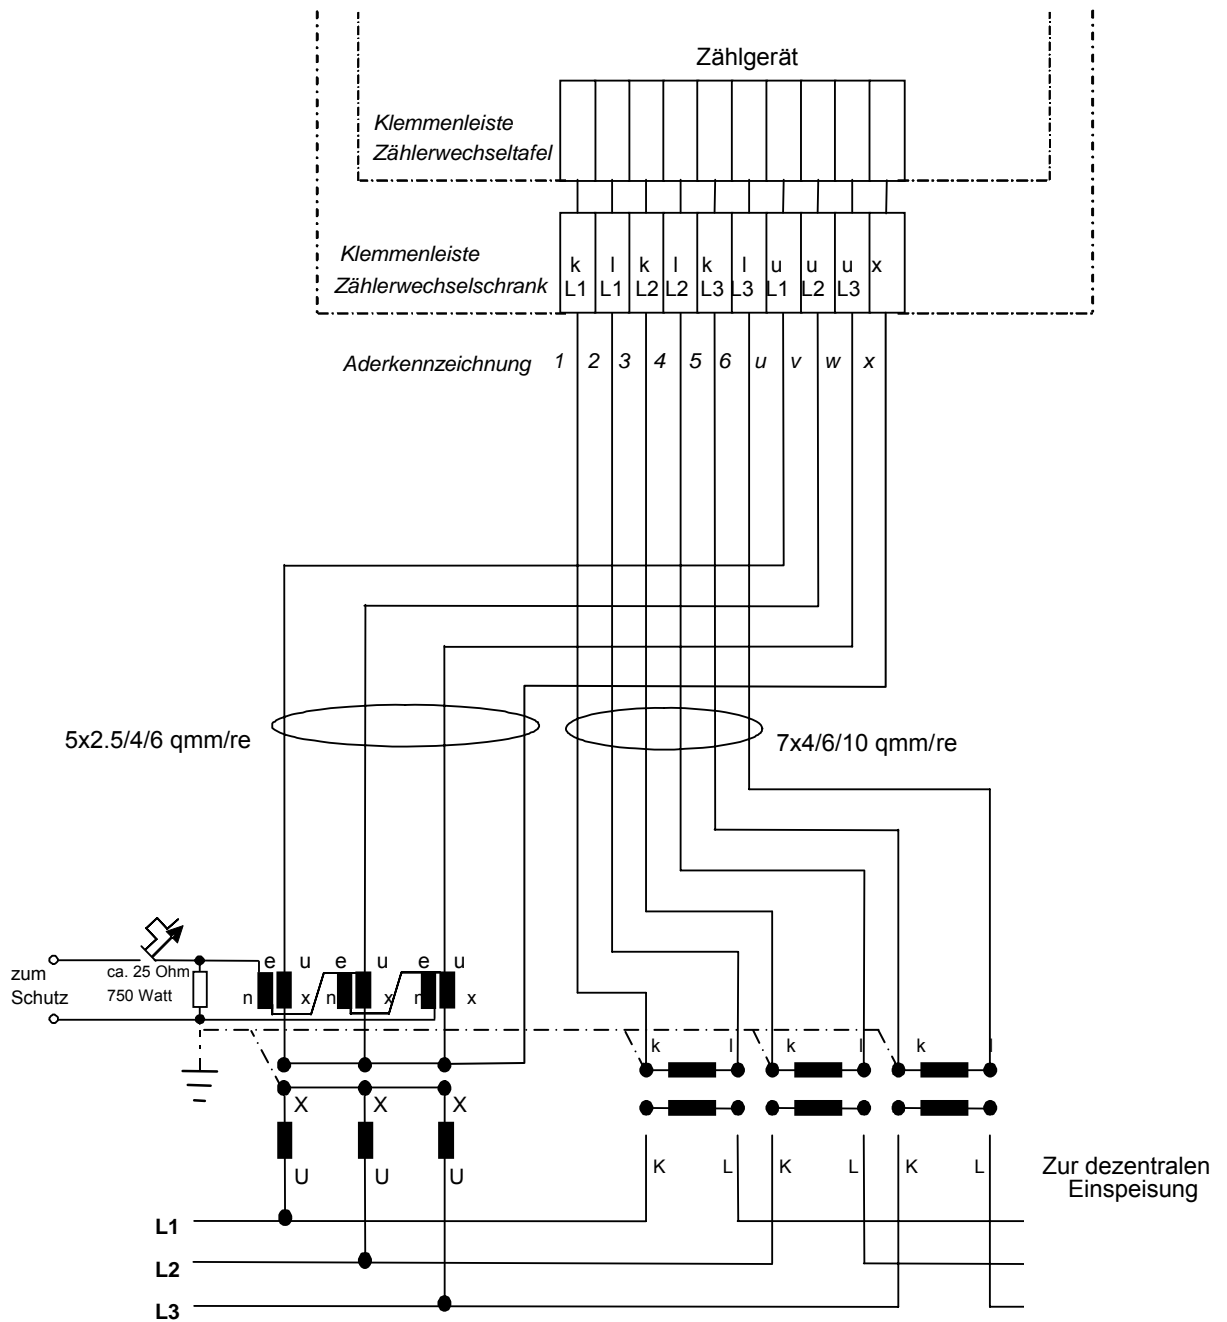 Zählgerät
Klemmenleiste
Zählerwechseltafel
Klemmenleiste
Zählerwechselschrank
k l k l k l u u u x
L1 L1 L2 L2 L3 L3 L1 L2 L3
Aderkennzeichnung 1 2 3 4 5 6 u v w x
5x2.5/4/6 qmm/re
7x4/6/10 qmm/re
e u e u e u
zum
Schutz
ca. 25 Ohm
750 Watt
n x n x n x
k l k l k l
X X X
U U U
K L K L K L
Zur dezentralen
Einspeisung
L1
L2
L3